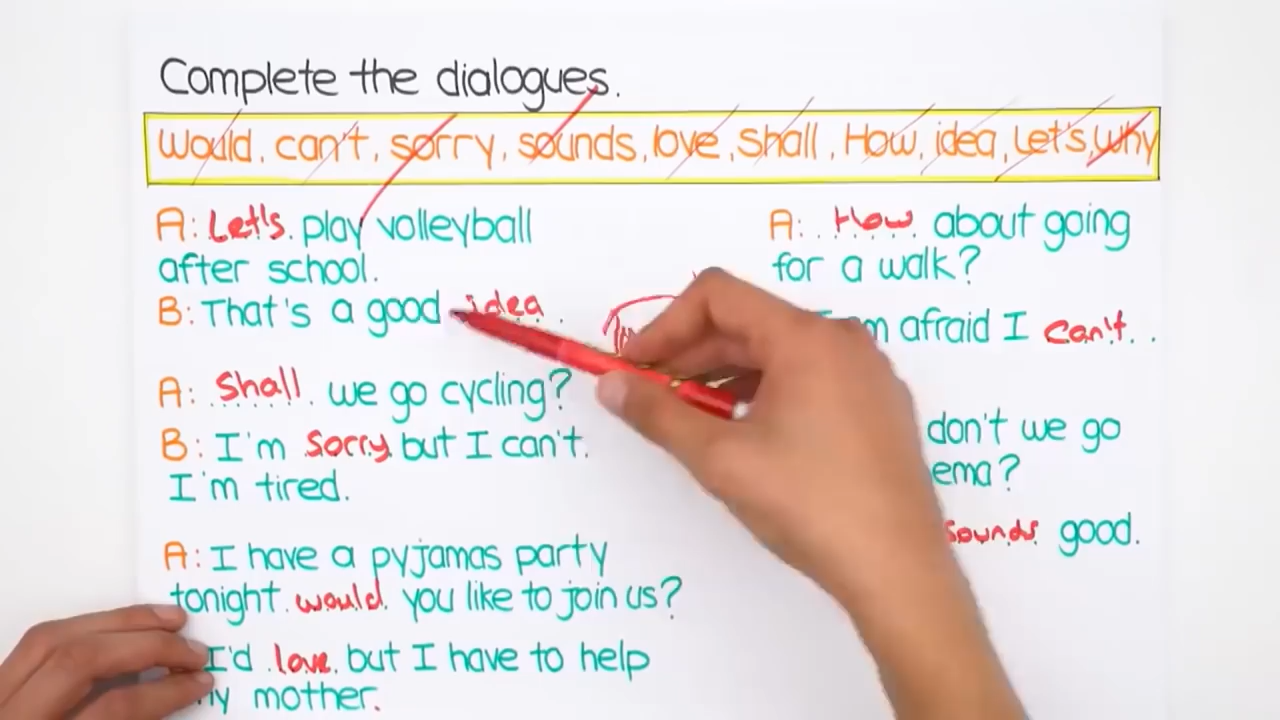 Complete the dialogues.
Would, can't, sorry, sounds, love, shall, How, idea, Let's, why
A: Let's play volleyball
after school.
B: That's a good idea.
A: Shall we go cycling?
B: I'm sorry but I can't.
I'm tired.
A: I have a pyjamas party
tonight. would you like to join us?
I'd love but I have to help
mother.
A: How about going
for a walk?
afraid I can't.
don't we go
sounds good.